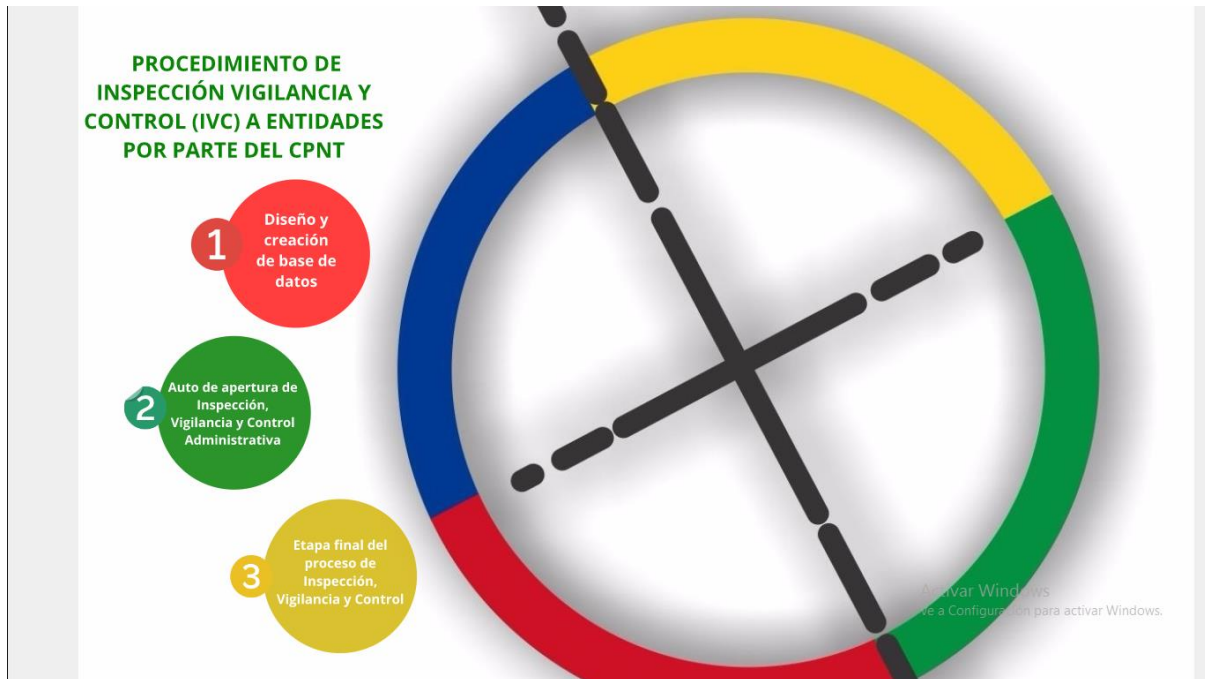 PROCEDIMIENTO DE
INSPECCIÓN VIGILANCIA Y
CONTROL (IVC) A ENTIDADES
POR PARTE DEL CPNT
1
Diseño y
creación
de base de
datos
2
Auto de apertura de
Inspección,
Vigilancia y Control
Administrativa
3
Etapa final del
proceso de
Inspección,
Vigilancia y Control
Activar Windows
Ve a Configuración para activar Windows.